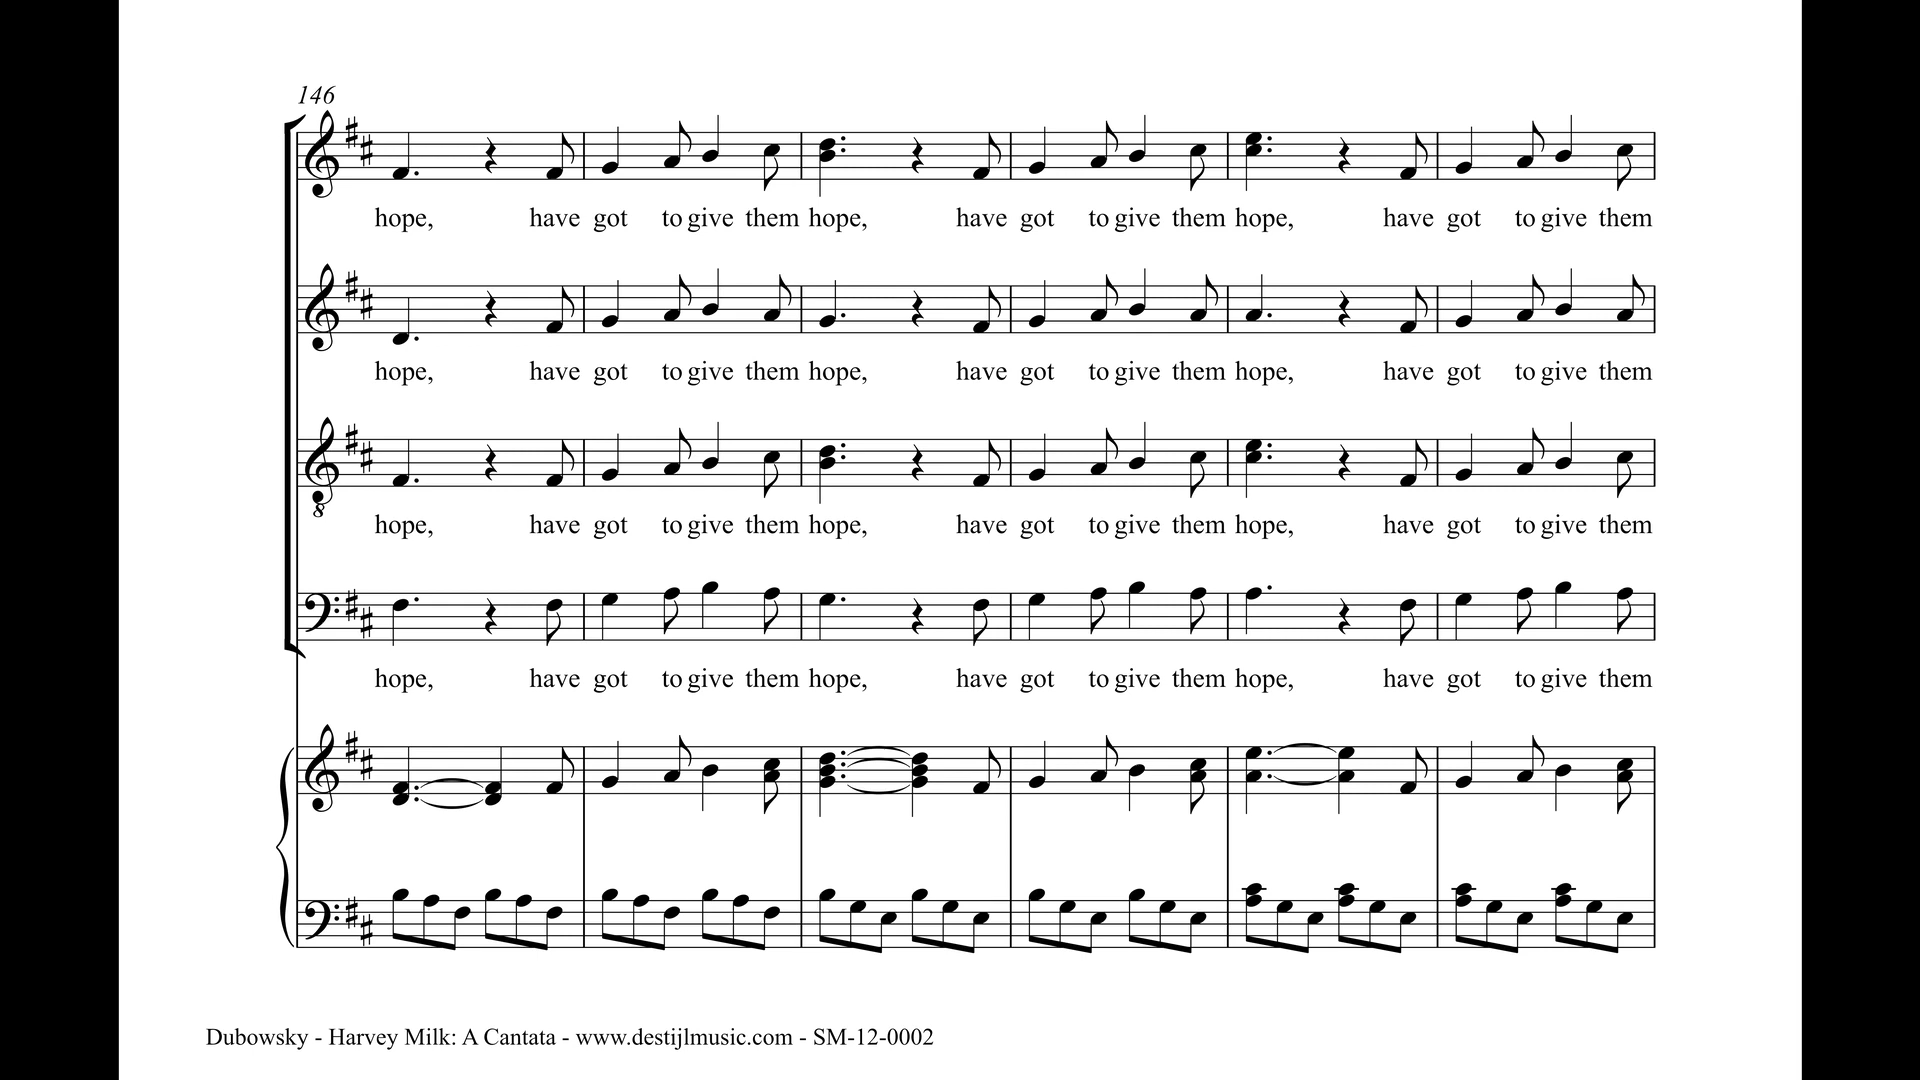 146
hope, have got to give them hope, have got to give them hope, have got to give them
hope, have got to give them hope, have got to give them hope, have got to give them
8
hope, have got to give them hope, have got to give them hope, have got to give them
hope, have got to give them hope, have got to give them hope, have got to give them
Dubowsky - Harvey Milk: A Cantata - www.destijlmusic.com - SM-12-0002